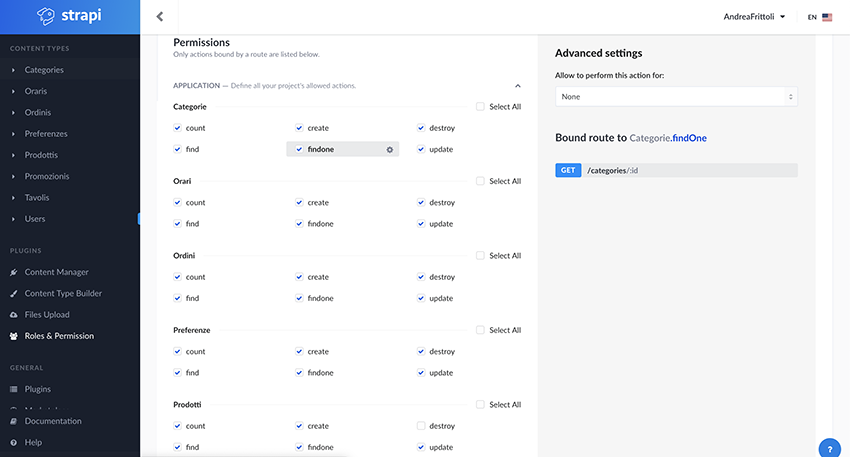 strapi
AndreaFrittoli
EN
CONTENT TYPES
Categories
Oraris
Ordinis
Preferenzes
Prodottis
Promozionis
Tavolis
Users
PLUGINS
Content Manager
Content Type Builder
Files Upload
Roles & Permission
GENERAL
Plugins
Documentation
Help
Permissions
Only actions bound by a route are listed below.
APPLICATION — Define all your project's allowed actions.
Categorie Select All
count create destroy
find findone update
Orari Select All
count create destroy
find findone update
Ordini Select All
count create destroy
find findone update
Preferenze Select All
count create destroy
find findone update
Prodotti Select All
count create destroy
find findone update
Advanced settings
Allow to perform this action for:
None
Bound route to Categorie.findOne
GET /categories/:id
?